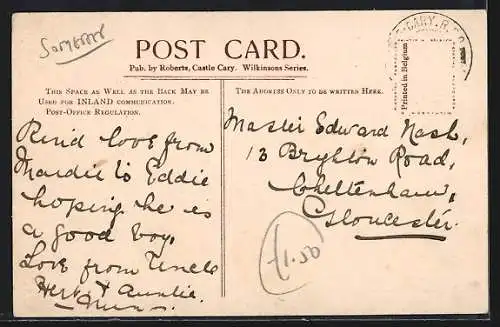 Somerset
POST CARD.
Pub. by Roberts, Castle Cary. Wilkinsons Series.
CARY. R.S.O
Printed in Belgium
THIS SPACE AS WELL AS THE BACK MAY BE
USED FOR INLAND COMMUNICATION.
POST-OFFICE REGULATION.
THE ADDRESS ONLY TO BE WRITTEN HERE.
Kind love from
Maidie to Eddie
hoping he is
a good boy.
Love from Uncle
Herb & Auntie
Master Edward Nash,
13 Brighton Road,
Cheltenham,
Gloucester.
£1.50